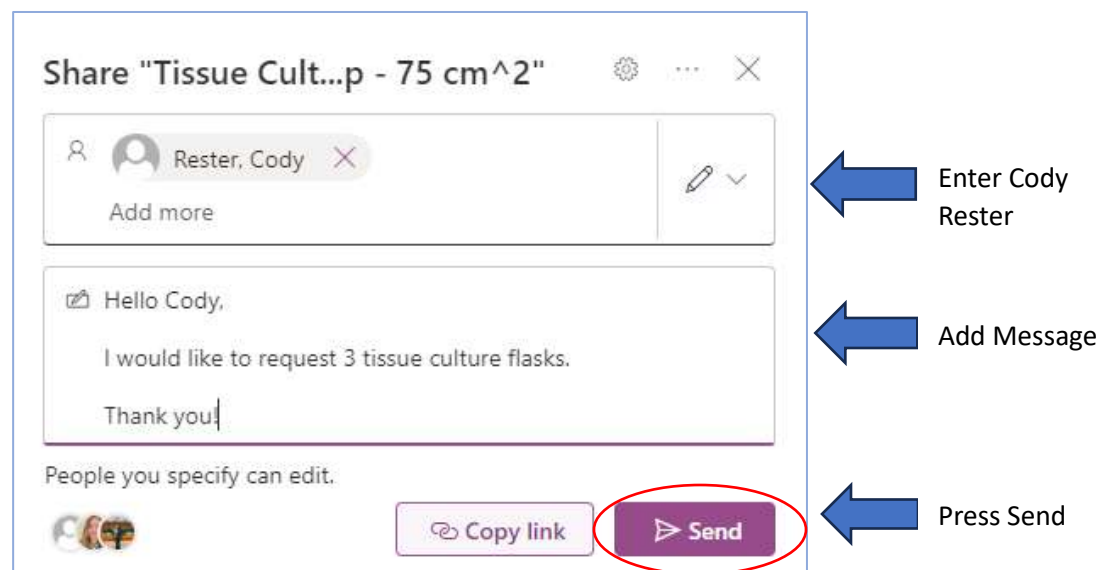 Share "Tissue Cult...p - 75 cm^2"
Rester, Cody
Add more
Enter Cody
Rester
Hello Cody,
I would like to request 3 tissue culture flasks.
Thank you!
Add Message
People you specify can edit.
Copy link
Send
Press Send